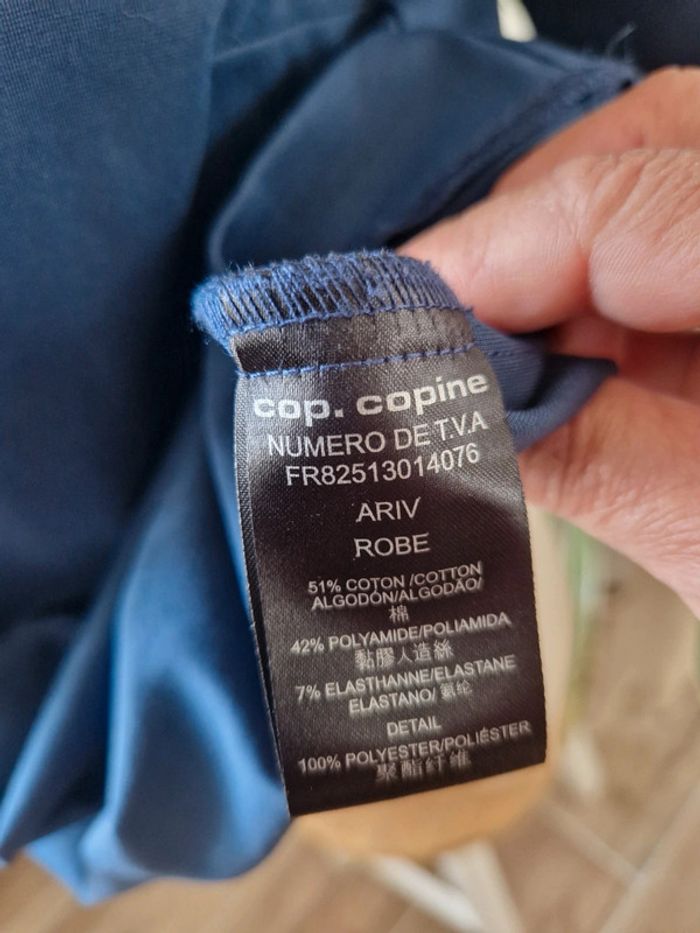 cop. copine
NUMERO DE T.V.A
FR82513014076
ARIV
ROBE
51% COTON /COTTON
ALGODÓN/ALGODÃO/
棉
42% POLYAMIDE/POLIAMIDA
黏膠人造絲
7% ELASTHANNE/ELASTANE
ELASTANO/ 氨纶
DETAIL
100% POLYESTER/POLIÉSTER
聚酯纤维